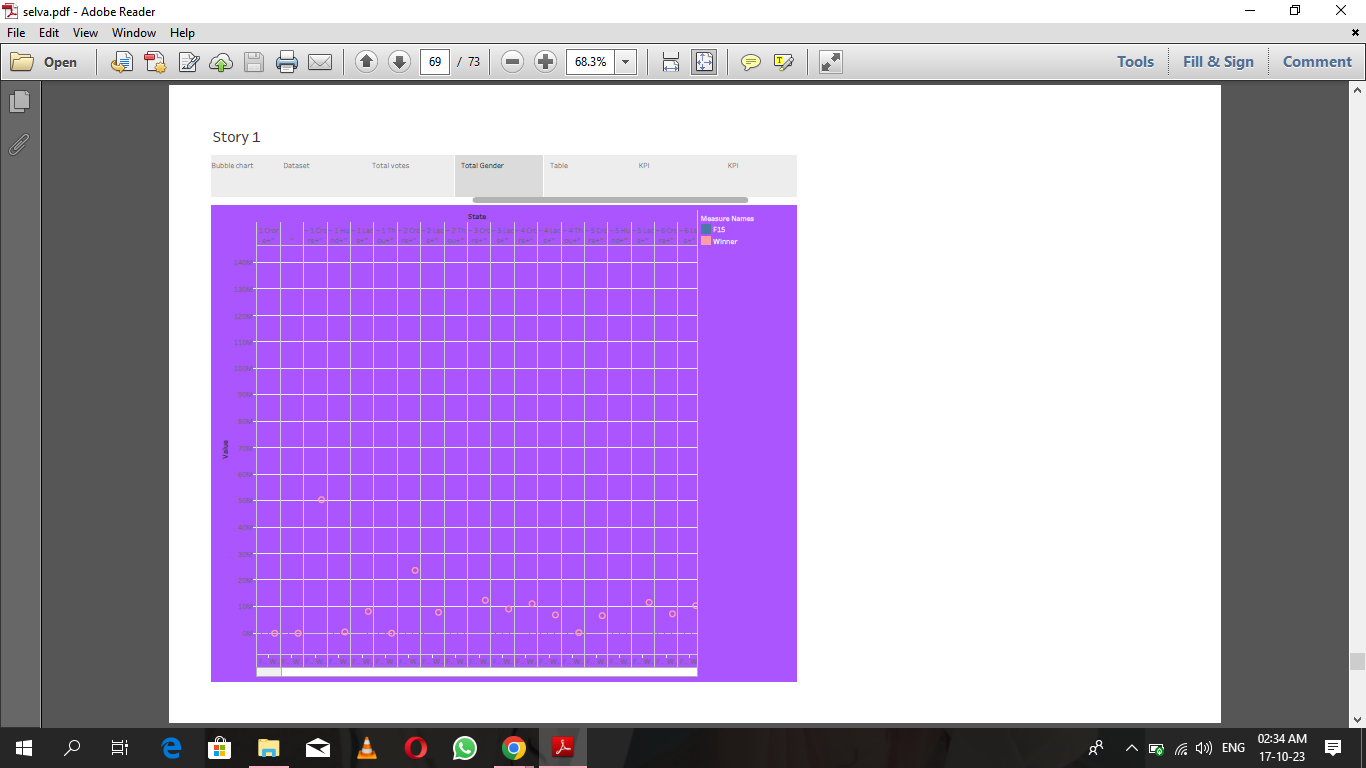 selva.pdf - Adobe Reader
File Edit View Window Help
Open 69 / 73 68.3% Tools Fill & Sign Comment
Story 1
Bubble chart Dataset Total votes Total Gender Table KPI KPI
State
Measure Names
F15
Winner
140M
130M
120M
110M
100M
90M
80M
70M
60M
50M
40M
30M
20M
10M
0M
Value
ENG
02:34 AM
17-10-23